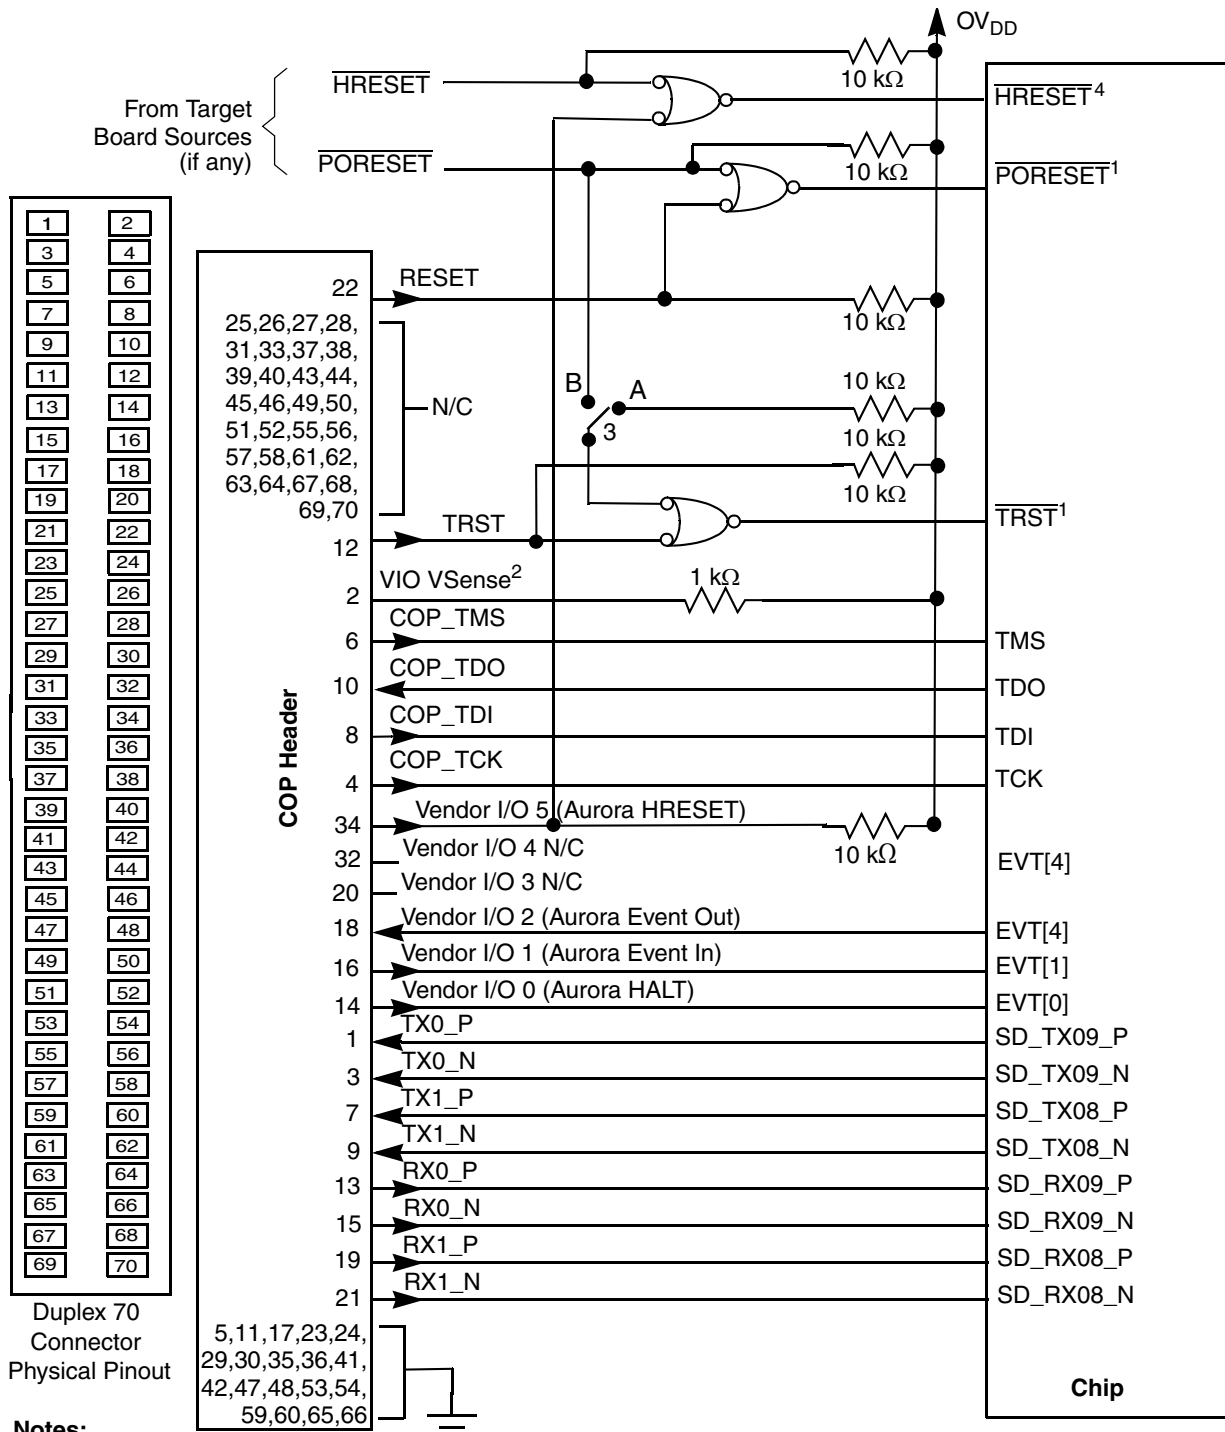 OVDD
HRESET
10 kΩ
HRESET4
From Target
Board Sources
(if any)
PORESET
10 kΩ
PORESET1
1 2
3 4
5 6
7 8
9 10
11 12
13 14
15 16
17 18
19 20
21 22
23 24
25 26
27 28
29 30
31 32
33 34
35 36
37 38
39 40
41 42
43 44
45 46
47 48
49 50
51 52
53 54
55 56
57 58
59 60
61 62
63 64
65 66
67 68
69 70
Duplex 70
Connector
Physical Pinout
Notes:
COP Header
22 RESET
10 kΩ
25,26,27,28,
31,33,37,38,
39,40,43,44,
45,46,49,50,
51,52,55,56,
57,58,61,62,
63,64,67,68,
69,70
N/C
B A
3
10 kΩ
10 kΩ
10 kΩ
12 TRST
TRST1
2 VIO VSense2
1 kΩ
6 COP_TMS
TMS
10 COP_TDO
TDO
8 COP_TDI
TDI
4 COP_TCK
TCK
34 Vendor I/O 5 (Aurora HRESET)
10 kΩ
32 Vendor I/O 4 N/C
EVT[4]
20 Vendor I/O 3 N/C
18 Vendor I/O 2 (Aurora Event Out)
EVT[4]
16 Vendor I/O 1 (Aurora Event In)
EVT[1]
14 Vendor I/O 0 (Aurora HALT)
EVT[0]
1 TX0_P
SD_TX09_P
3 TX0_N
SD_TX09_N
7 TX1_P
SD_TX08_P
9 TX1_N
SD_TX08_N
13 RX0_P
SD_RX09_P
15 RX0_N
SD_RX09_N
19 RX1_P
SD_RX08_P
21 RX1_N
SD_RX08_N
5,11,17,23,24,
29,30,35,36,41,
42,47,48,53,54,
59,60,65,66
Chip